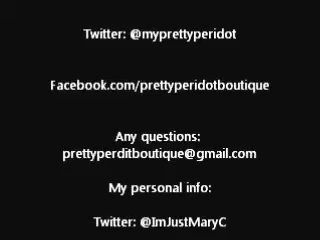 Twitter: @myprettyperidot
Facebook.com/prettyperidotboutique
Any questions:
prettyperditboutique@gmail.com
My personal info:
Twitter: @ImJustMaryC